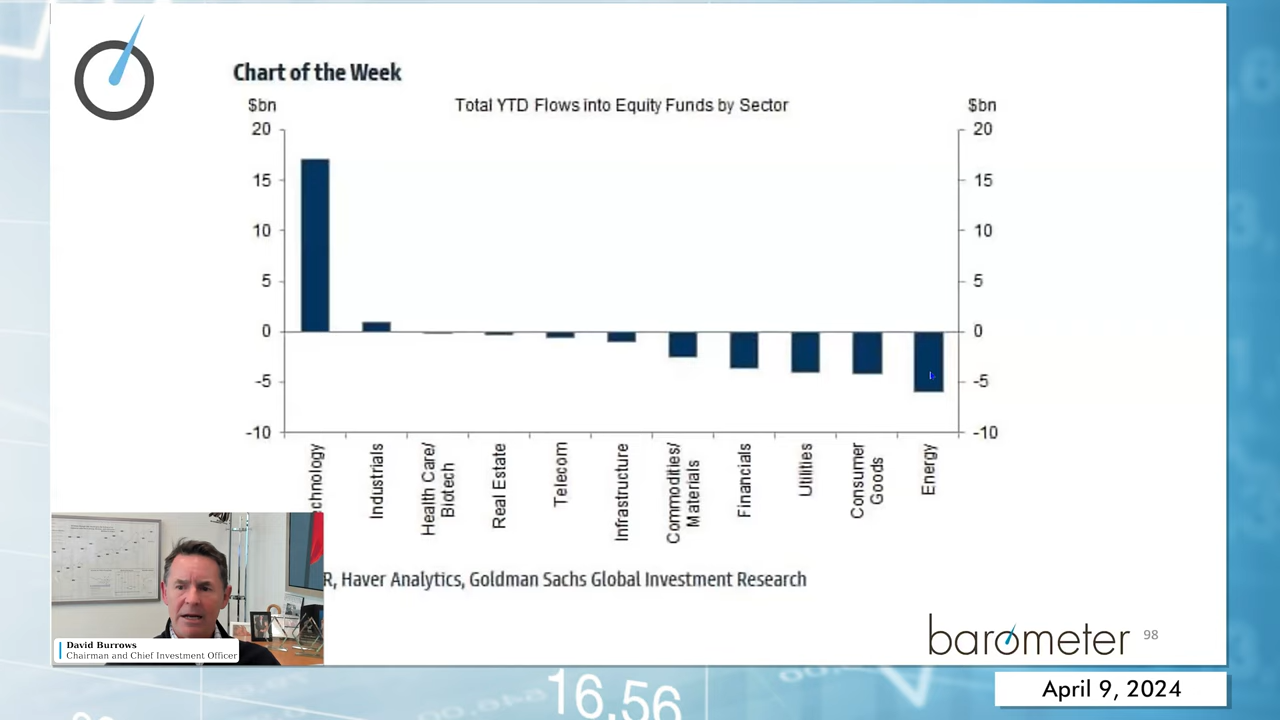 Chart of the Week
$bn
Total YTD Flows into Equity Funds by Sector
$bn
20
20
15
15
10
10
5
5
0
0
-5
-5
-10
-10
chnology
Industrials
Health Care/
Biotech
Real Estate
Telecom
Infrastructure
Commodities/
Materials
Financials
Utilities
Consumer
Goods
Energy
R, Haver Analytics, Goldman Sachs Global Investment Research
David Burrows
Chairman and Chief Investment Officer
barometer
98
April 9, 2024
16.56